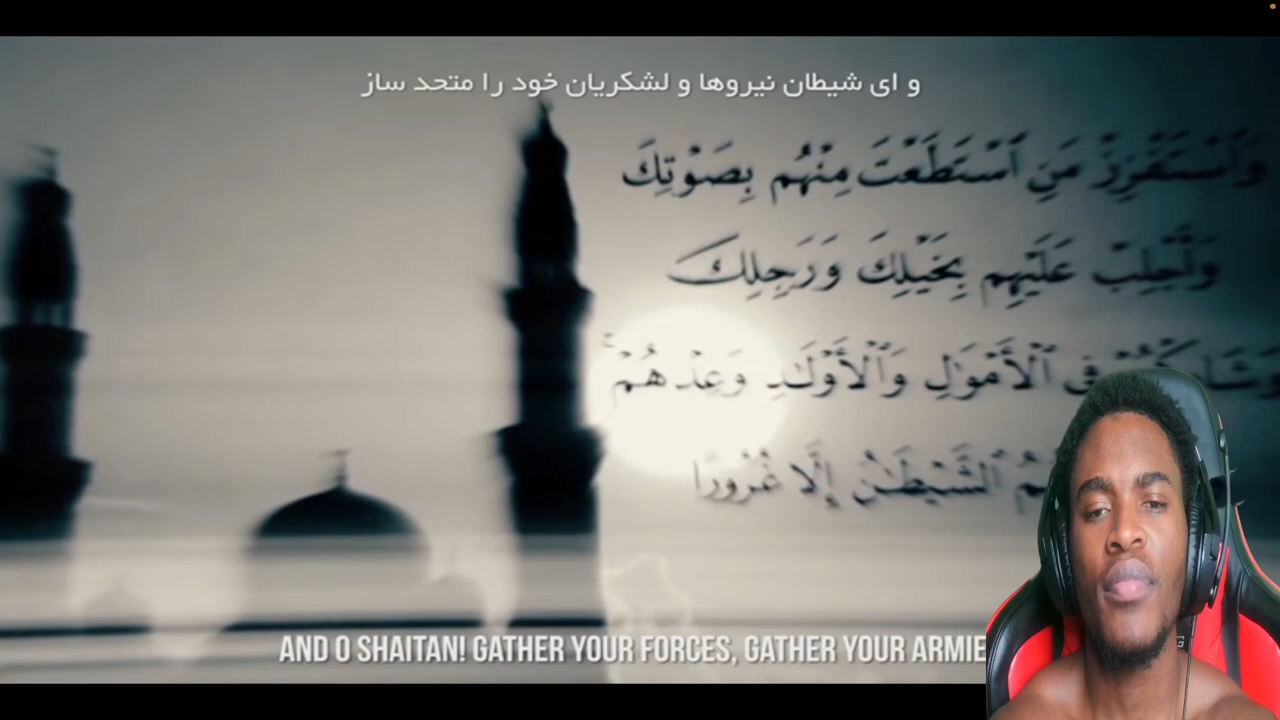 و ای شیطان نیروها و لشکریان خود را متحد ساز
وَٱسْتَفْزِزْ مَنِ ٱسْتَطَعْتَ مِنْهُم بِصَوْتِكَ
وَأَجْلِبْ عَلَيْهِم بِخَيْلِكَ وَرَجِلِكَ
فِى ٱلْأَمْوَٰلِ وَٱلْأَوْلَٰدِ وَعِدْهُمْ ۚ
ٱلشَّيْطَٰنُ إِلَّا غُرُورًا
AND O SHAITAN! GATHER YOUR FORCES, GATHER YOUR